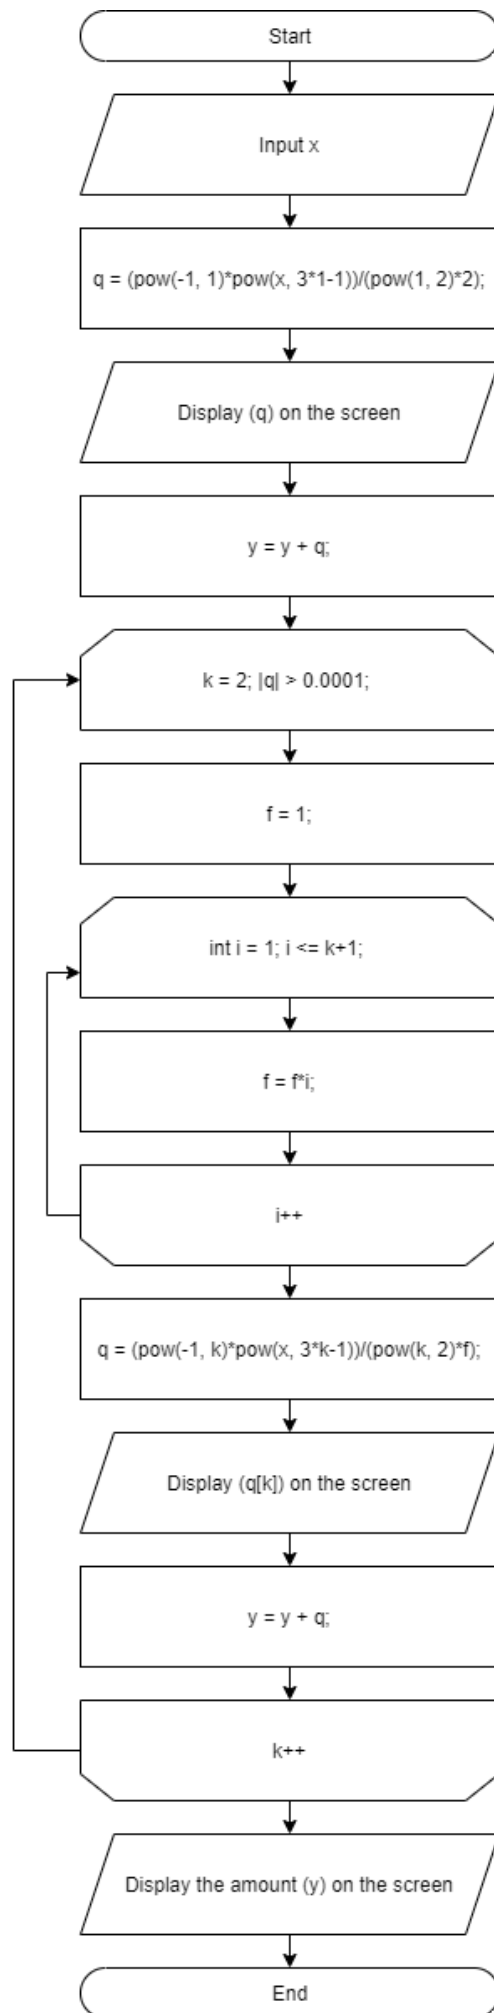 Start
Input x
q = (pow(-1, 1)*pow(x, 3*1-1))/(pow(1, 2)*2);
Display (q) on the screen
y = y + q;
k = 2; |q| > 0.0001;
f = 1;
int i = 1; i <= k+1;
f = f*i;
i++
q = (pow(-1, k)*pow(x, 3*k-1))/(pow(k, 2)*f);
Display (q[k]) on the screen
y = y + q;
k++
Display the amount (y) on the screen
End